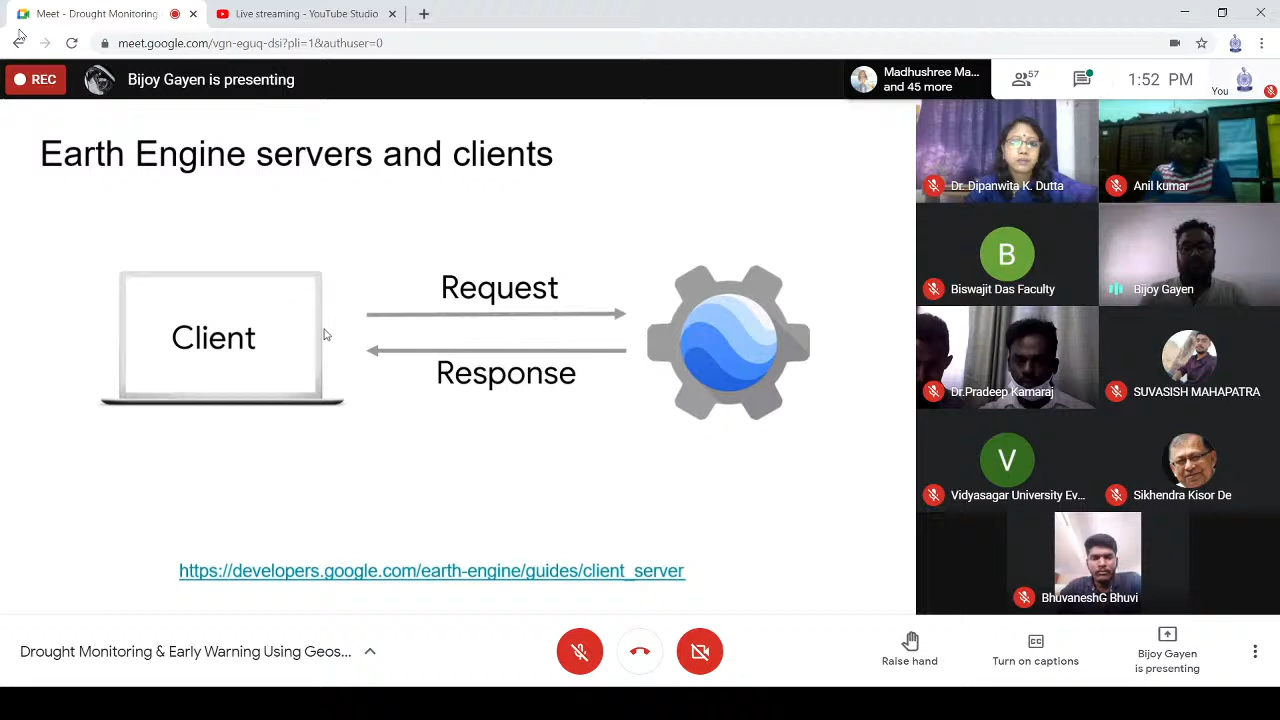 Meet - Drought Monitoring
Live streaming - YouTube Studio
meet.google.com/vgn-eguq-dsi?pli=1&authuser=0
REC
Bijoy Gayen is presenting
Madhushree Ma...
and 45 more
57
1:52 PM
You
Earth Engine servers and clients
Client
Request
Response
https://developers.google.com/earth-engine/guides/client_server
Dr. Dipanwita K. Dutta
Anil kumar
B
Biswajit Das Faculty
Bijoy Gayen
Dr.Pradeep Kamaraj
SUVASISH MAHAPATRA
V
Vidyasagar University Ev...
Sikhendra Kisor De
BhuvaneshG Bhuvi
Drought Monitoring & Early Warning Using Geos...
Raise hand
Turn on captions
Bijoy Gayen
is presenting